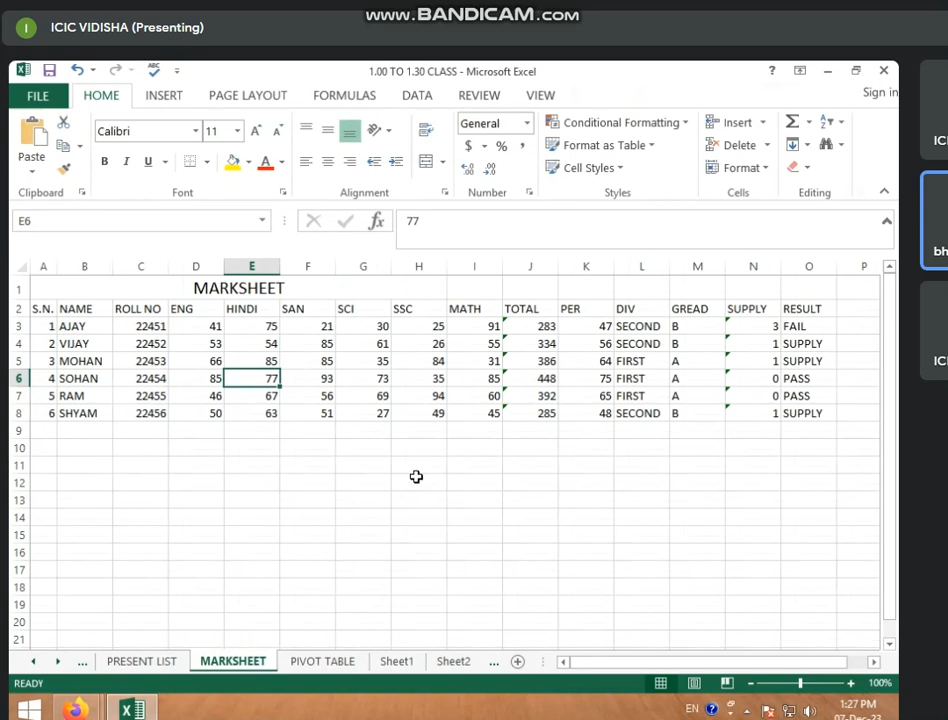 www.BANDICAM.com
I ICIC VIDISHA (Presenting)
1.00 TO 1.30 CLASS - Microsoft Excel
?
FILE HOME INSERT PAGE LAYOUT FORMULAS DATA REVIEW VIEW Sign in
Paste
Calibri 11
B I U A
General
$ % ,
Conditional Formatting
Format as Table
Cell Styles
Insert
Delete
Format
Clipboard Font Alignment Number Styles Cells Editing
E6 fx 77
A B C D E F G H I J K L M N O P
1 MARKSHEET
2 S.N. NAME ROLL NO ENG HINDI SAN SCI SSC MATH TOTAL PER DIV GREAD SUPPLY RESULT
3 1 AJAY 22451 41 75 21 30 25 91 283 47 SECOND B 3 FAIL
4 2 VIJAY 22452 53 54 85 61 26 55 334 56 SECOND B 1 SUPPLY
5 3 MOHAN 22453 66 85 85 35 84 31 386 64 FIRST A 1 SUPPLY
6 4 SOHAN 22454 85 77 93 73 35 85 448 75 FIRST A 0 PASS
7 5 RAM 22455 46 67 56 69 94 60 392 65 FIRST A 0 PASS
8 6 SHYAM 22456 50 63 51 27 49 45 285 48 SECOND B 1 SUPPLY
9
10
11
12
13
14
15
16
17
18
19
20
21
... PRESENT LIST MARKSHEET PIVOT TABLE Sheet1 Sheet2 ...
READY 100%
EN 1:27 PM